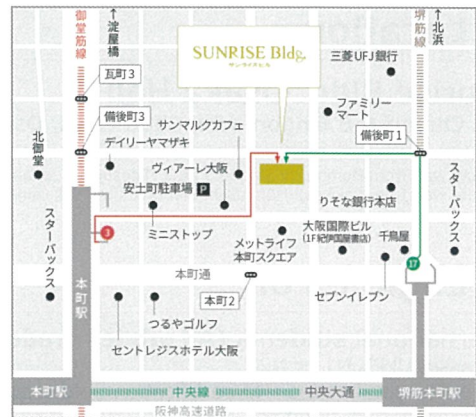 御堂筋線
↑淀屋橋
堺筋線
↑北浜
SUNRISE Bldg.
サンライズビル
三菱UFJ銀行
瓦町3
ファミリー
マート
備後町3
サンマルクカフェ
備後町1
北御堂
デイリーヤマザキ
ヴィアーレ大阪
スターバックス
安土町駐車場 P
りそな銀行本店
スターバックス
3
ミニストップ
メットライフ
本町スクエア
大阪国際ビル
(1F紀伊國屋書店)
千鳥屋
17
本町通
本町駅
本町2
セブンイレブン
つるやゴルフ
セントレジスホテル大阪
本町駅
中央線
中央大通
堺筋本町駅
阪神高速道路